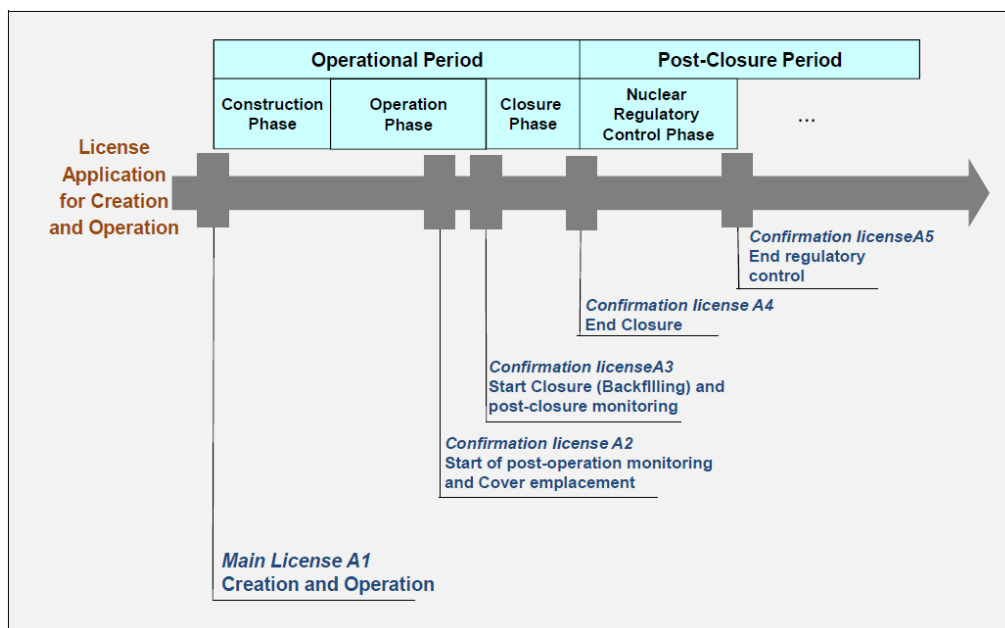 Operational Period
Post-Closure Period
Construction
Phase
Operation
Phase
Closure
Phase
Nuclear
Regulatory
Control Phase
...
License
Application
for Creation
and Operation
Confirmation licenseA5
End regulatory
control
Confirmation license A4
End Closure
Confirmation licenseA3
Start Closure (Backfllling) and
post-closure monitoring
Confirmation license A2
Start of post-operation monitoring
and Cover emplacement
Main License A1
Creation and Operation